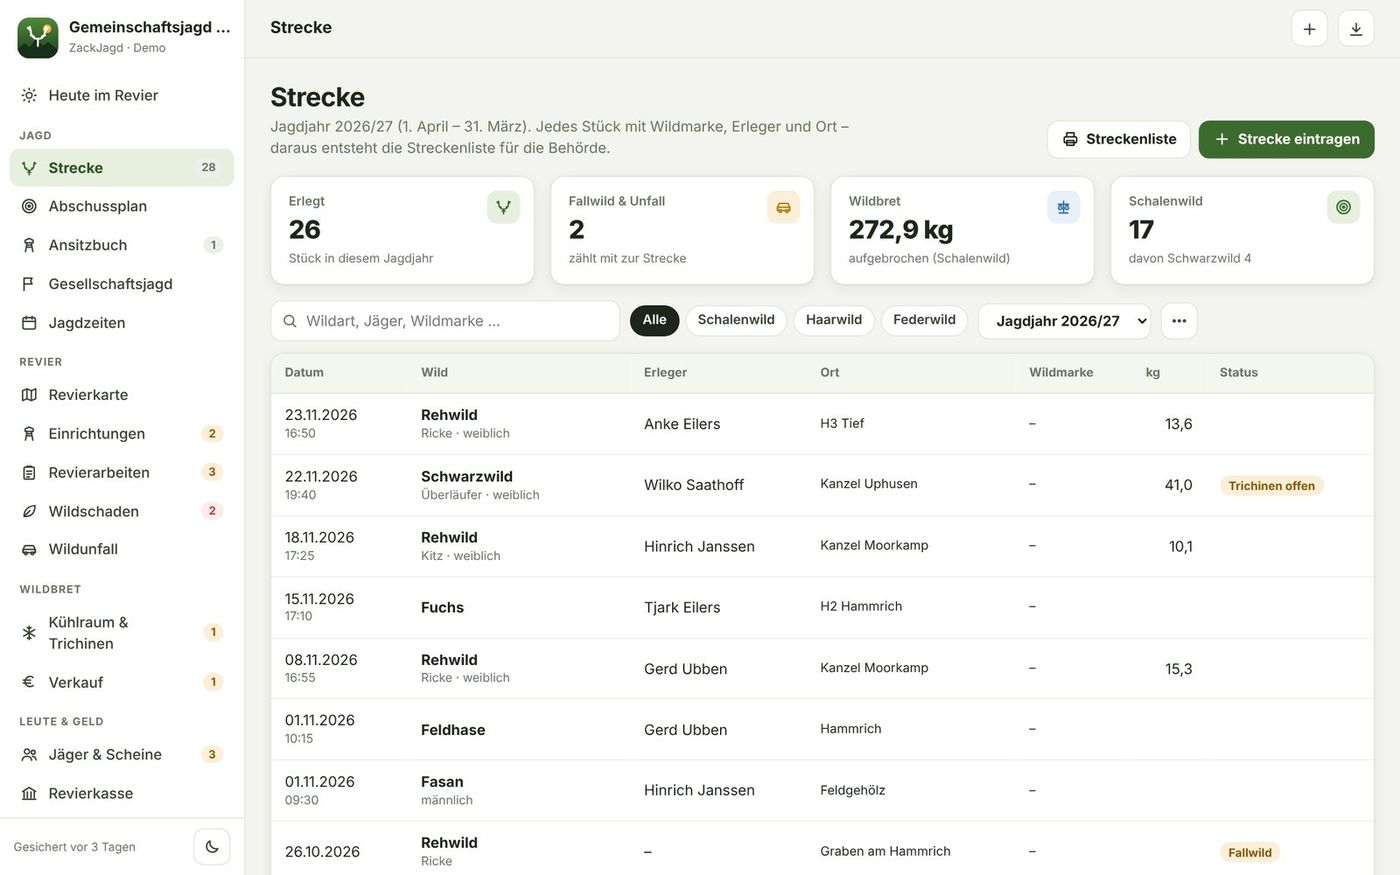 Gemeinschaftsjagd ...
ZackJagd · Demo
Heute im Revier
JAGD
Strecke 28
Abschussplan
Ansitzbuch 1
Gesellschaftsjagd
Jagdzeiten
REVIER
Revierkarte
Einrichtungen 2
Revierarbeiten 3
Wildschaden 2
Wildunfall
WILDBRET
Kühlraum &
Trichinen 1
Verkauf 1
LEUTE & GELD
Jäger & Scheine 3
Revierkasse
Gesichert vor 3 Tagen
Strecke
Strecke
Jagdjahr 2026/27 (1. April – 31. März). Jedes Stück mit Wildmarke, Erleger und Ort –
daraus entsteht die Streckenliste für die Behörde.
Streckenliste
Strecke eintragen
Erlegt
26
Stück in diesem Jagdjahr
Fallwild & Unfall
2
zählt mit zur Strecke
Wildbret
272,9 kg
aufgebrochen (Schalenwild)
Schalenwild
17
davon Schwarzwild 4
Wildart, Jäger, Wildmarke ...
Alle Schalenwild Haarwild Federwild Jagdjahr 2026/27
Datum Wild Erleger Ort Wildmarke kg Status
23.11.2026 Rehwild Anke Eilers H3 Tief – 13,6
16:50 Ricke · weiblich
22.11.2026 Schwarzwild Wilko Saathoff Kanzel Uphusen – 41,0 Trichinen offen
19:40 Überläufer · weiblich
18.11.2026 Rehwild Hinrich Janssen Kanzel Moorkamp – 10,1
17:25 Kitz · weiblich
15.11.2026 Fuchs Tjark Eilers H2 Hammrich –
17:10
08.11.2026 Rehwild Gerd Ubben Kanzel Moorkamp – 15,3
16:55 Ricke · weiblich
01.11.2026 Feldhase Gerd Ubben Hammrich –
10:15
01.11.2026 Fasan Hinrich Janssen Feldgehölz –
09:30 männlich
26.10.2026 Rehwild – Graben am Hammrich – Fallwild
Ricke